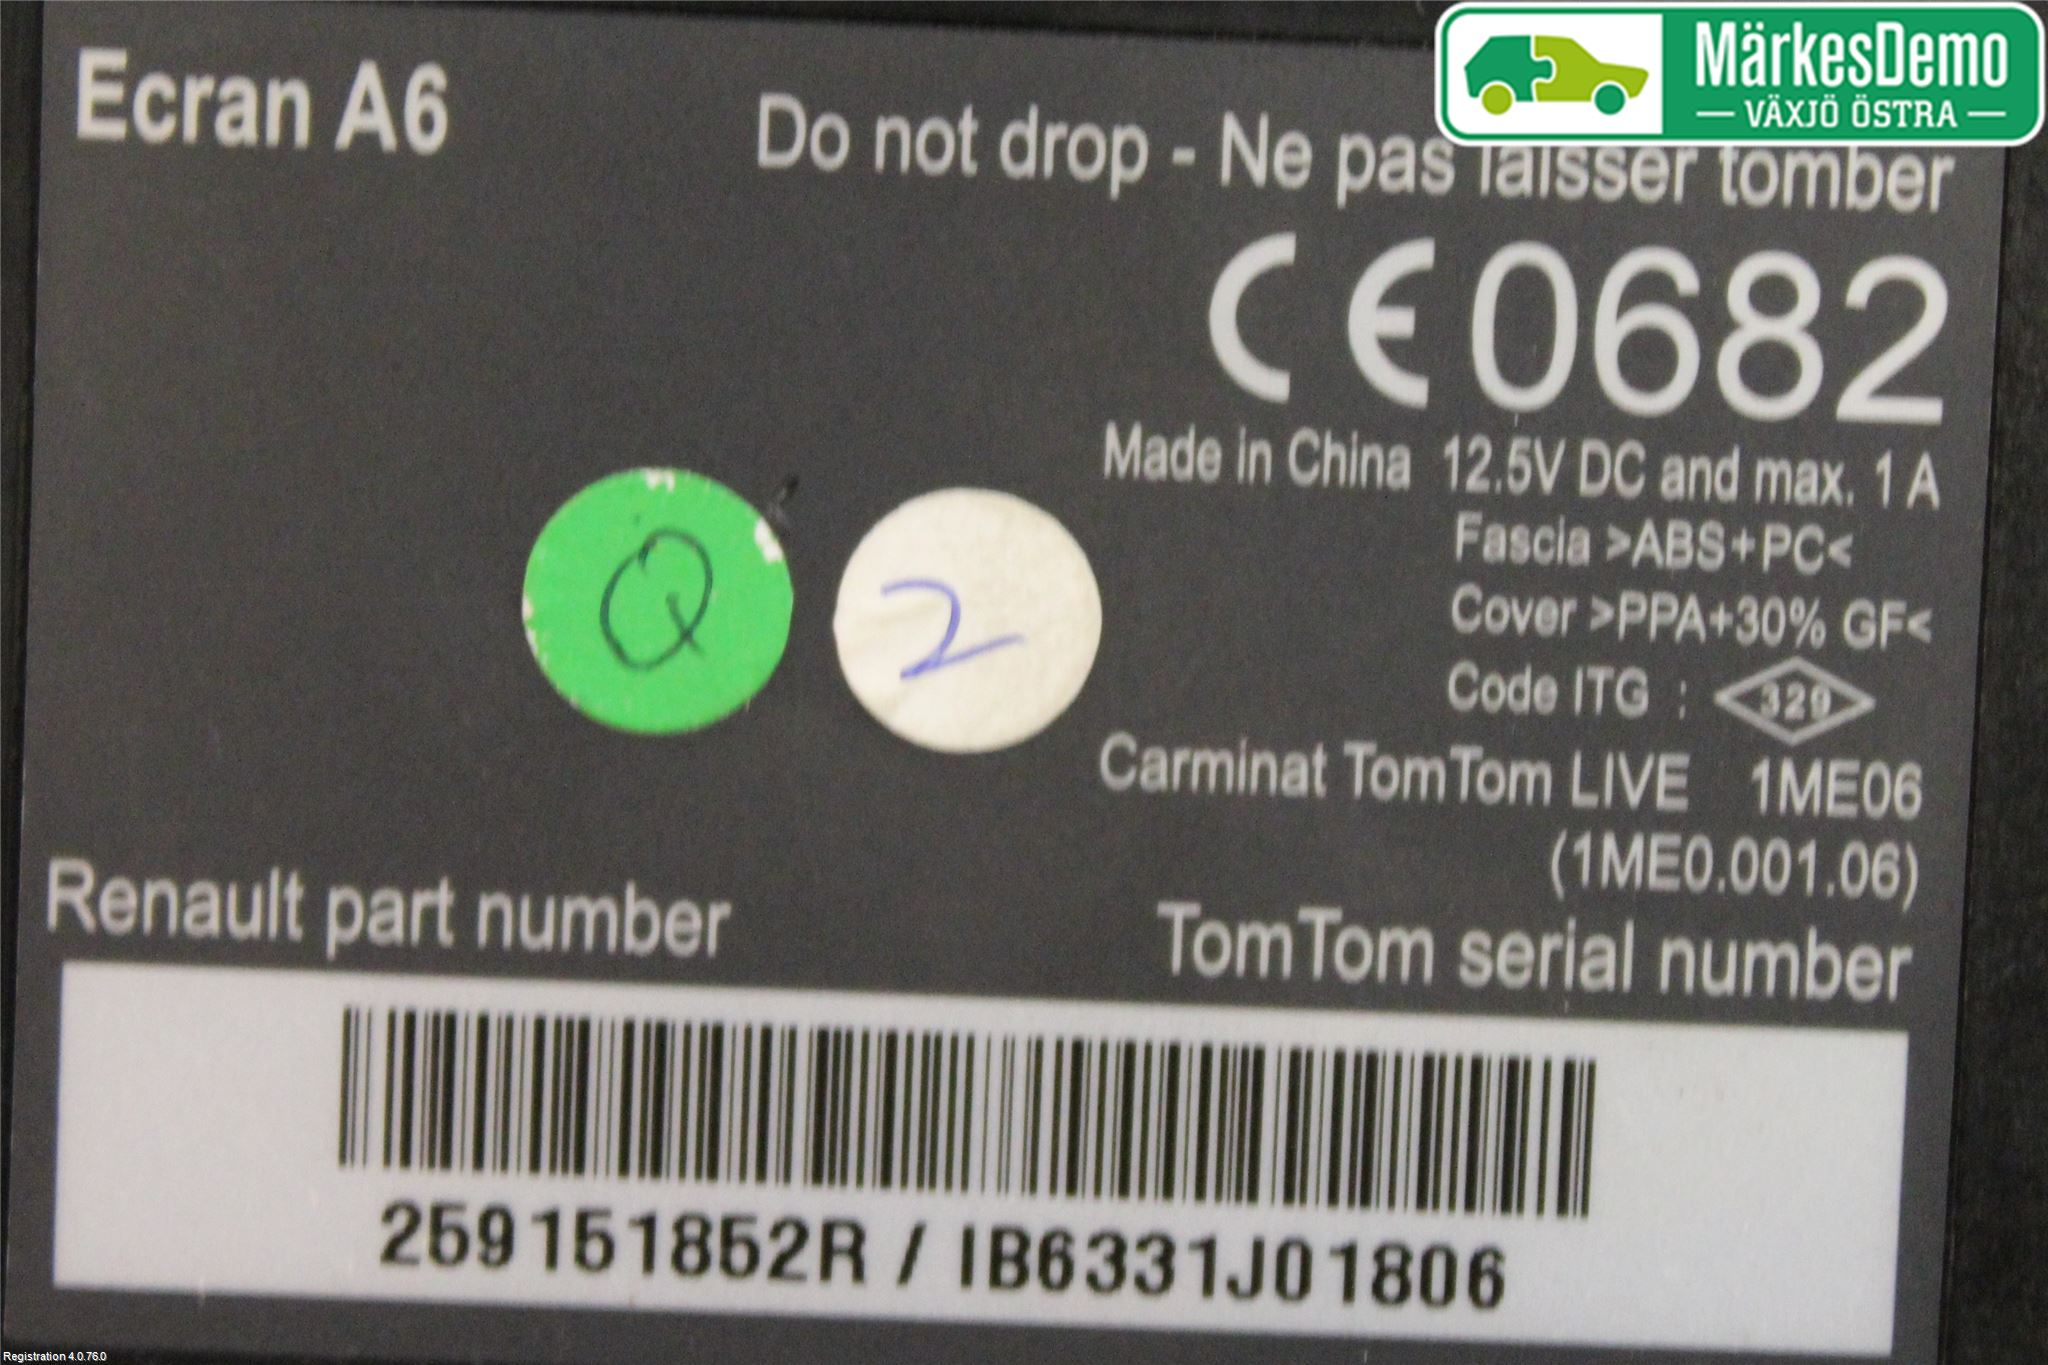 MärkesDemo
VÄXJÖ ÖSTRA
Ecran A6
Do not drop - Ne pas laisser tomber
CE 0682
Made in China 12.5V DC and max. 1 A
Fascia >ABS+PC<
Cover >PPA+30% GF<
Code ITG : 329
Q
2
Carminat TomTom LIVE 1ME06
(1ME0.001.06)
Renault part number
TomTom serial number
259151852R / IB6331J01806
Registration 4.0.76.0